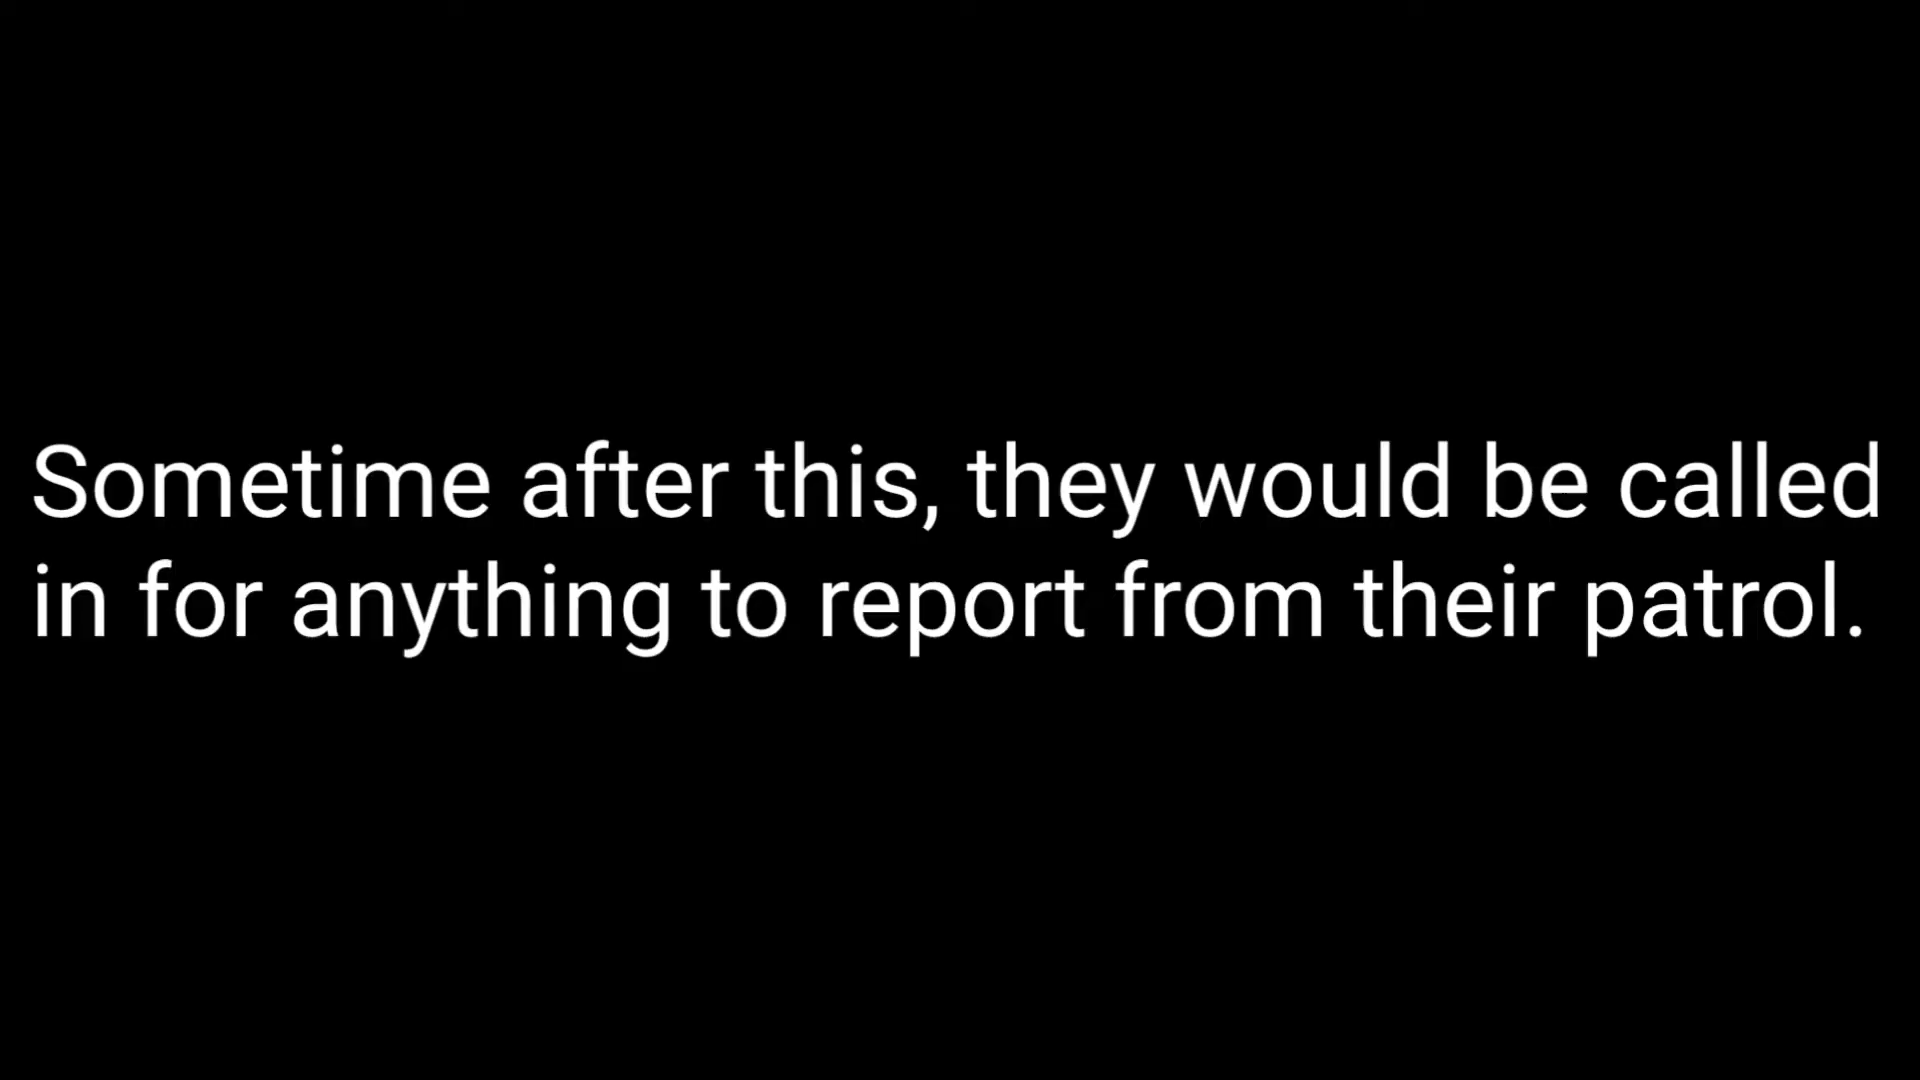 Sometime after this, they would be called
in for anything to report from their patrol.